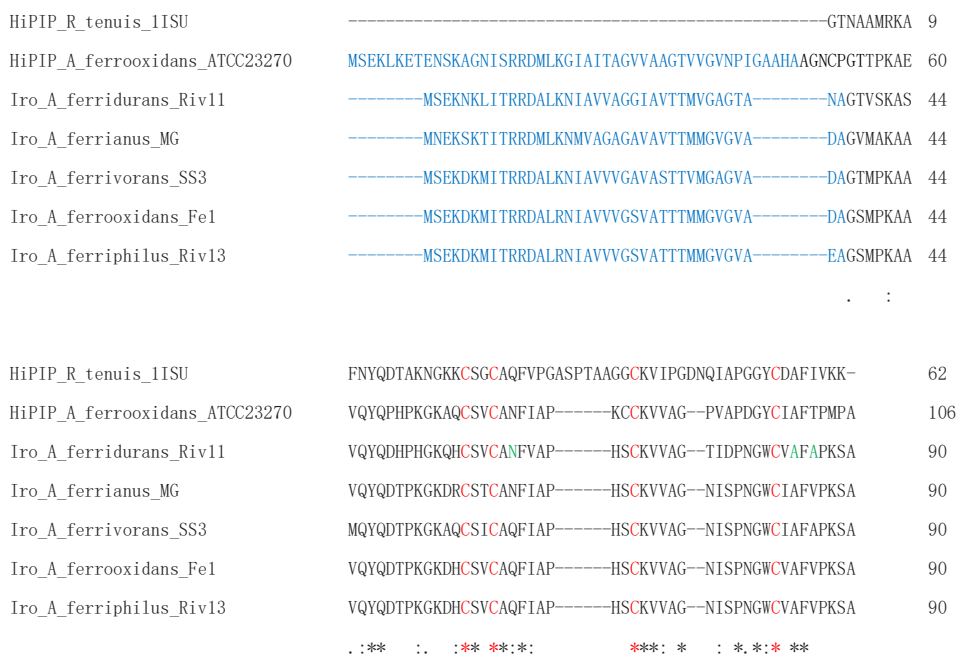 HiPIP_R_tenuis_1ISU ---------------------------------------------------GTNAAMRKA 9
HiPIP_A_ferrooxidans_ATCC23270 MSEKLKETENSKAGNISRRDMLKGIAITAGVVAAGTVVGVNPIGAAHAAGNCPGTTPKAE 60
Iro_A_ferridurans_Riv11 --------MSEKNKLITRRDALKNIAVVAGGIAVTTMVGAGTA--------NAGTVSKAS 44
Iro_A_ferrianus_MG --------MNEKSKTITRRDMLKNMVAGAGAVAVTTMMGVGVA--------DAGVMAKAA 44
Iro_A_ferrivorans_SS3 --------MSEKDKMITRRDALKNIAVVVGAVASTTVMGAGVA--------DAGTMPKAA 44
Iro_A_ferrooxidans_Fe1 --------MSEKDKMITRRDALRNIAVVVGSVATTTMMGVGVA--------DAGSMPKAA 44
Iro_A_ferriphilus_Riv13 --------MSEKDKMITRRDALRNIAVVVGSVATTTMMGVGVA--------EAGSMPKAA 44
. :
HiPIP_R_tenuis_1ISU FNYQDTAKNGKKCSGCAQFVPGASPTAAGGCKVIPGDNQIAPGGYCDAFIVKK- 62
HiPIP_A_ferrooxidans_ATCC23270 VQYQPHPKGKAQCSVCANFIAP------KCCKVVAG--PVAPDGYCIAFTPMPA 106
Iro_A_ferridurans_Riv11 VQYQDHPHGKQHCSVCANFVAP------HSCKVVAG--TIDPNGWCVAFAPKSA 90
Iro_A_ferrianus_MG VQYQDTPKGKDRCSTCANFIAP------HSCKVVAG--NISPNGWCIAFVPKSA 90
Iro_A_ferrivorans_SS3 MQYQDTPKGKAQCSICAQFIAP------HSCKVVAG--NISPNGWCIAFAPKSA 90
Iro_A_ferrooxidans_Fe1 VQYQDTPKGKDHCSVCAQFIAP------HSCKVVAG--NISPNGWCVAFVPKSA 90
Iro_A_ferriphilus_Riv13 VQYQDTPKGKDHCSVCAQFIAP------HSCKVVAG--NISPNGWCVAFVPKSA 90
.:** :. :** **:*: ***: * : *.*:* **